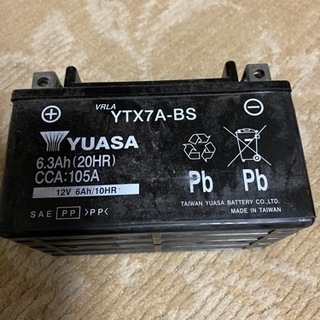 VRLA
YTX7A-BS
YUASA
6.3Ah(20HR)
CCA:105A
12V 6Ah/10HR
SAE PP >PP<
Pb Pb
TAIWAN YUASA BATTERY CO.,LTD.
MADE IN TAIWAN